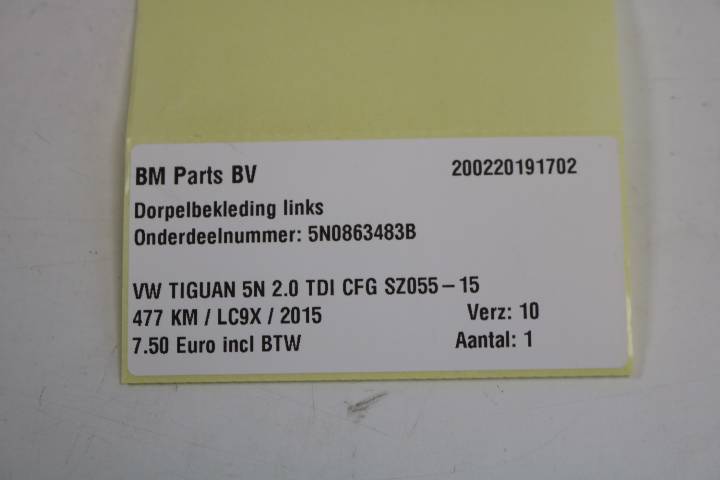 BM Parts BV 200220191702
Dorpelbekleding links
Onderdeelnummer: 5N0863483B
VW TIGUAN 5N 2.0 TDI CFG SZ055-15
477 KM / LC9X / 2015 Verz: 10
7.50 Euro incl BTW Aantal: 1